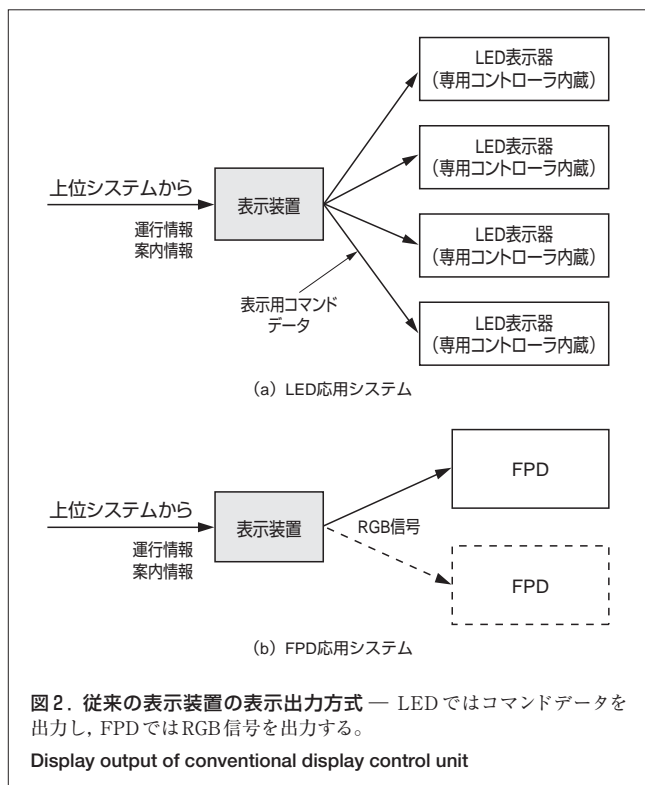 LED表示器
（専用コントローラ内蔵）
LED表示器
（専用コントローラ内蔵）
上位システムから
運行情報
案内情報
表示装置
LED表示器
（専用コントローラ内蔵）
表示用コマンド
データ
LED表示器
（専用コントローラ内蔵）
（a）LED応用システム
FPD
上位システムから
運行情報
案内情報
表示装置
RGB信号
FPD
（b）FPD応用システム
図2．従来の表示装置の表示出力方式 — LEDではコマンドデータを
出力し，FPDではRGB信号を出力する。
Display output of conventional display control unit